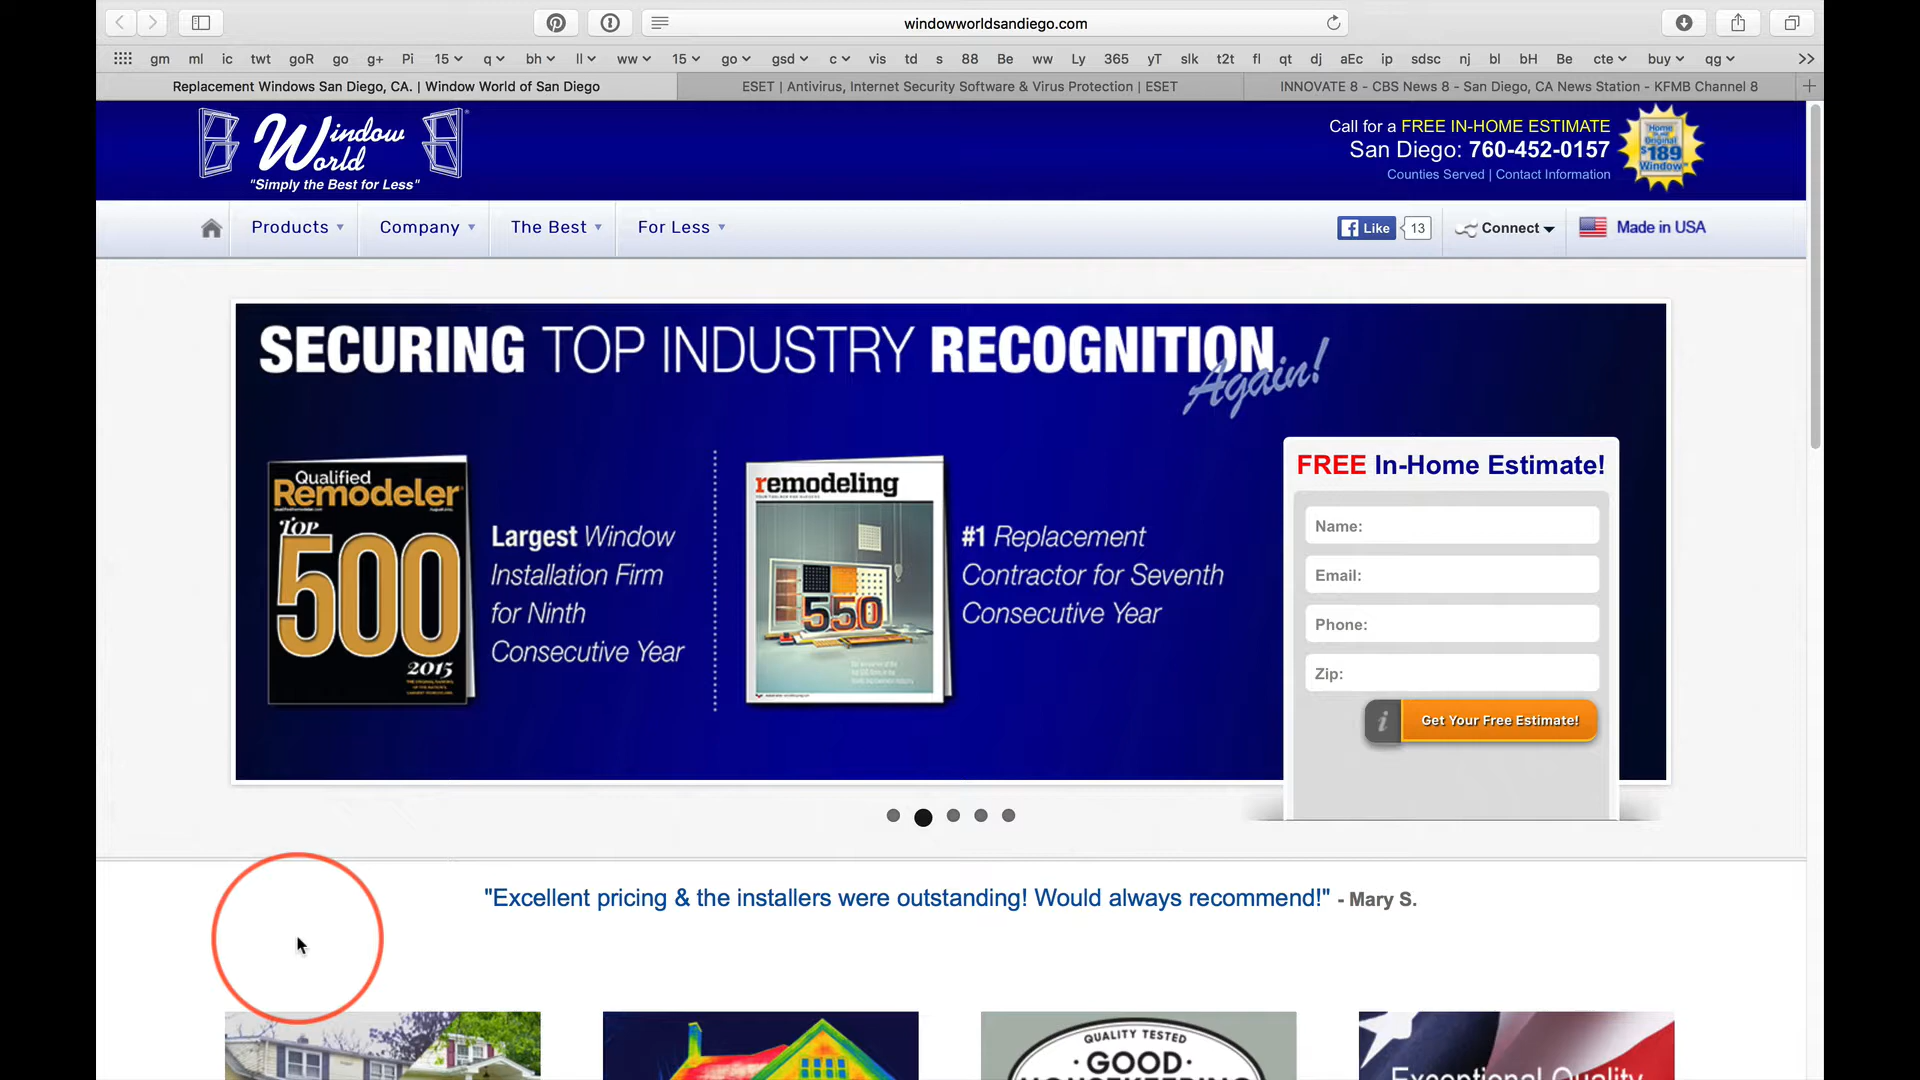 windowworldsandiego.com
gm ml ic twt goR go g+ Pi 15 q bh ll ww 15 go gsd c vis td s 88 Be ww Ly 365 yT slk t2t fl qt dj aEc ip sdsc nj bl bH Be cte buy qg
Replacement Windows San Diego, CA. | Window World of San Diego
ESET | Antivirus, Internet Security Software & Virus Protection | ESET
INNOVATE 8 - CBS News 8 - San Diego, CA News Station - KFMB Channel 8
Window
World
"Simply the Best for Less"
Call for a FREE IN-HOME ESTIMATE
San Diego: 760-452-0157
Counties Served | Contact Information
Home
Original
$189
Window
Products Company The Best For Less
Like 13 Connect Made in USA
SECURING TOP INDUSTRY RECOGNITION
Again!
Qualified
Remodeler
TOP
500
2015
Largest Window
Installation Firm
for Ninth
Consecutive Year
remodeling
550
#1 Replacement
Contractor for Seventh
Consecutive Year
FREE In-Home Estimate!
Name:
Email:
Phone:
Zip:
i Get Your Free Estimate!
"Excellent pricing & the installers were outstanding! Would always recommend!" - Mary S.
QUALITY TESTED
GOOD
HOUSEKEEPING
Exceptional Quality